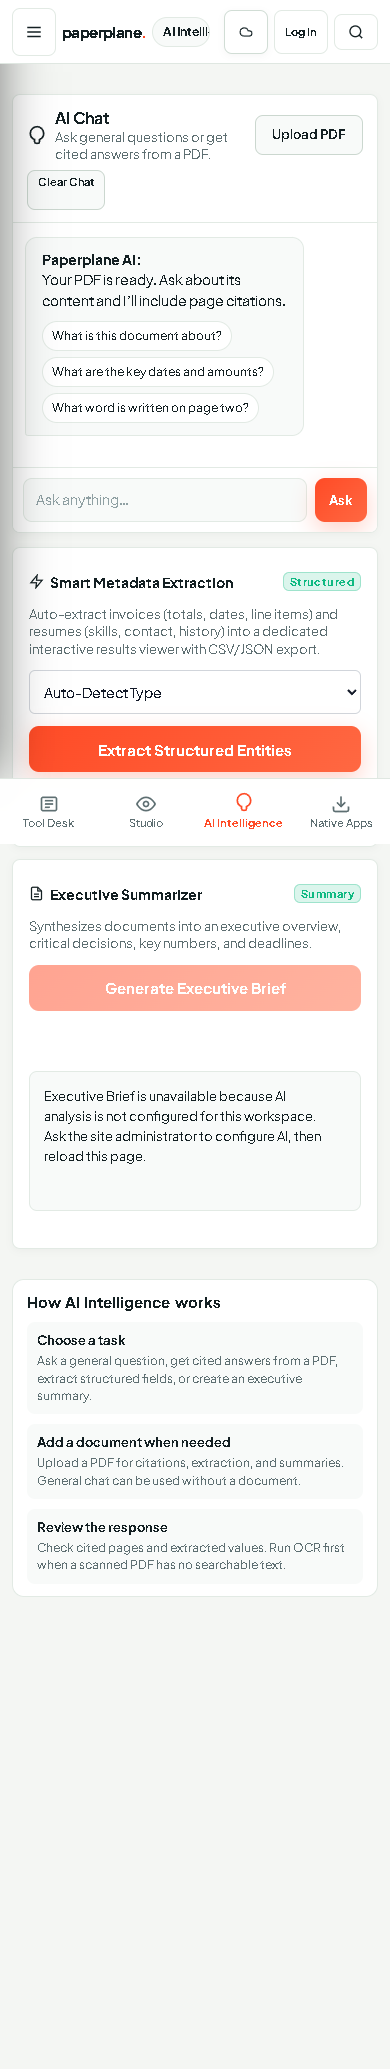 paperplane.
AI Intelli
Log In
AI Chat
Ask general questions or get
cited answers from a PDF.
Upload PDF
Clear Chat
Paperplane AI:
Your PDF is ready. Ask about its
content and I'll include page citations.
What is this document about?
What are the key dates and amounts?
What word is written on page two?
Ask anything...
Ask
Smart Metadata Extraction
Structured
Auto-extract invoices (totals, dates, line items) and
resumes (skills, contact, history) into a dedicated
interactive results viewer with CSV/JSON export.
Auto-Detect Type
Extract Structured Entities
Tool Desk
Studio
AI Intelligence
Native Apps
Executive Summarizer
Summary
Synthesizes documents into an executive overview,
critical decisions, key numbers, and deadlines.
Generate Executive Brief
Executive Brief is unavailable because AI
analysis is not configured for this workspace.
Ask the site administrator to configure AI, then
reload this page.
How AI Intelligence works
Choose a task
Ask a general question, get cited answers from a PDF,
extract structured fields, or create an executive
summary.
Add a document when needed
Upload a PDF for citations, extraction, and summaries.
General chat can be used without a document.
Review the response
Check cited pages and extracted values. Run OCR first
when a scanned PDF has no searchable text.